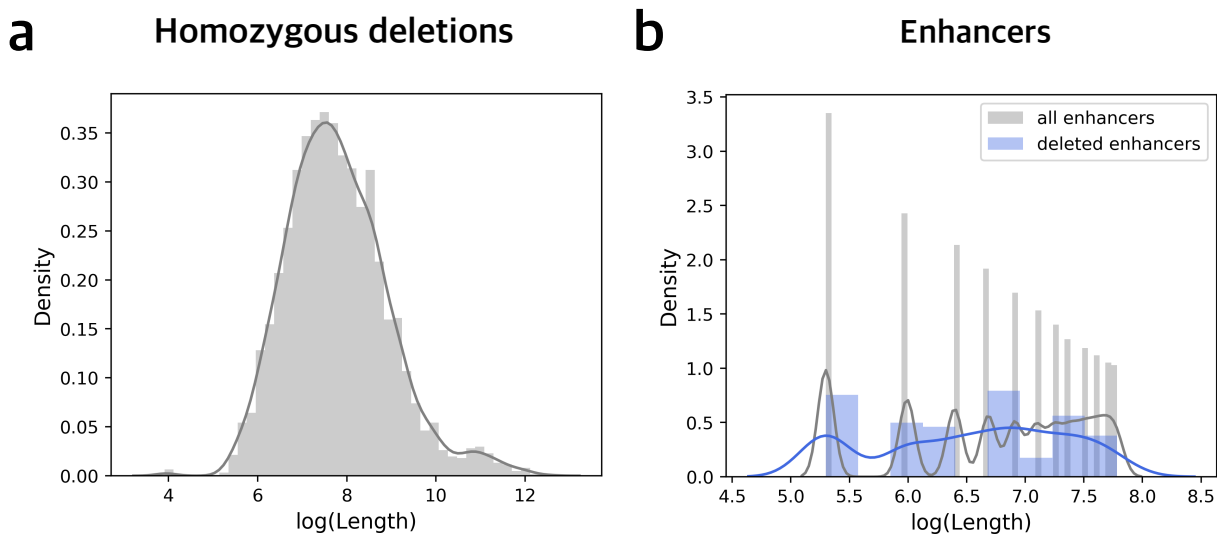 a
Homozygous deletions
0.35
0.30
0.25
0.20
0.15
0.10
0.05
0.00
Density
4 6 8 10 12
log(Length)
b
Enhancers
all enhancers
deleted enhancers
3.5
3.0
2.5
2.0
1.5
1.0
0.5
0.0
Density
4.5 5.0 5.5 6.0 6.5 7.0 7.5 8.0 8.5
log(Length)